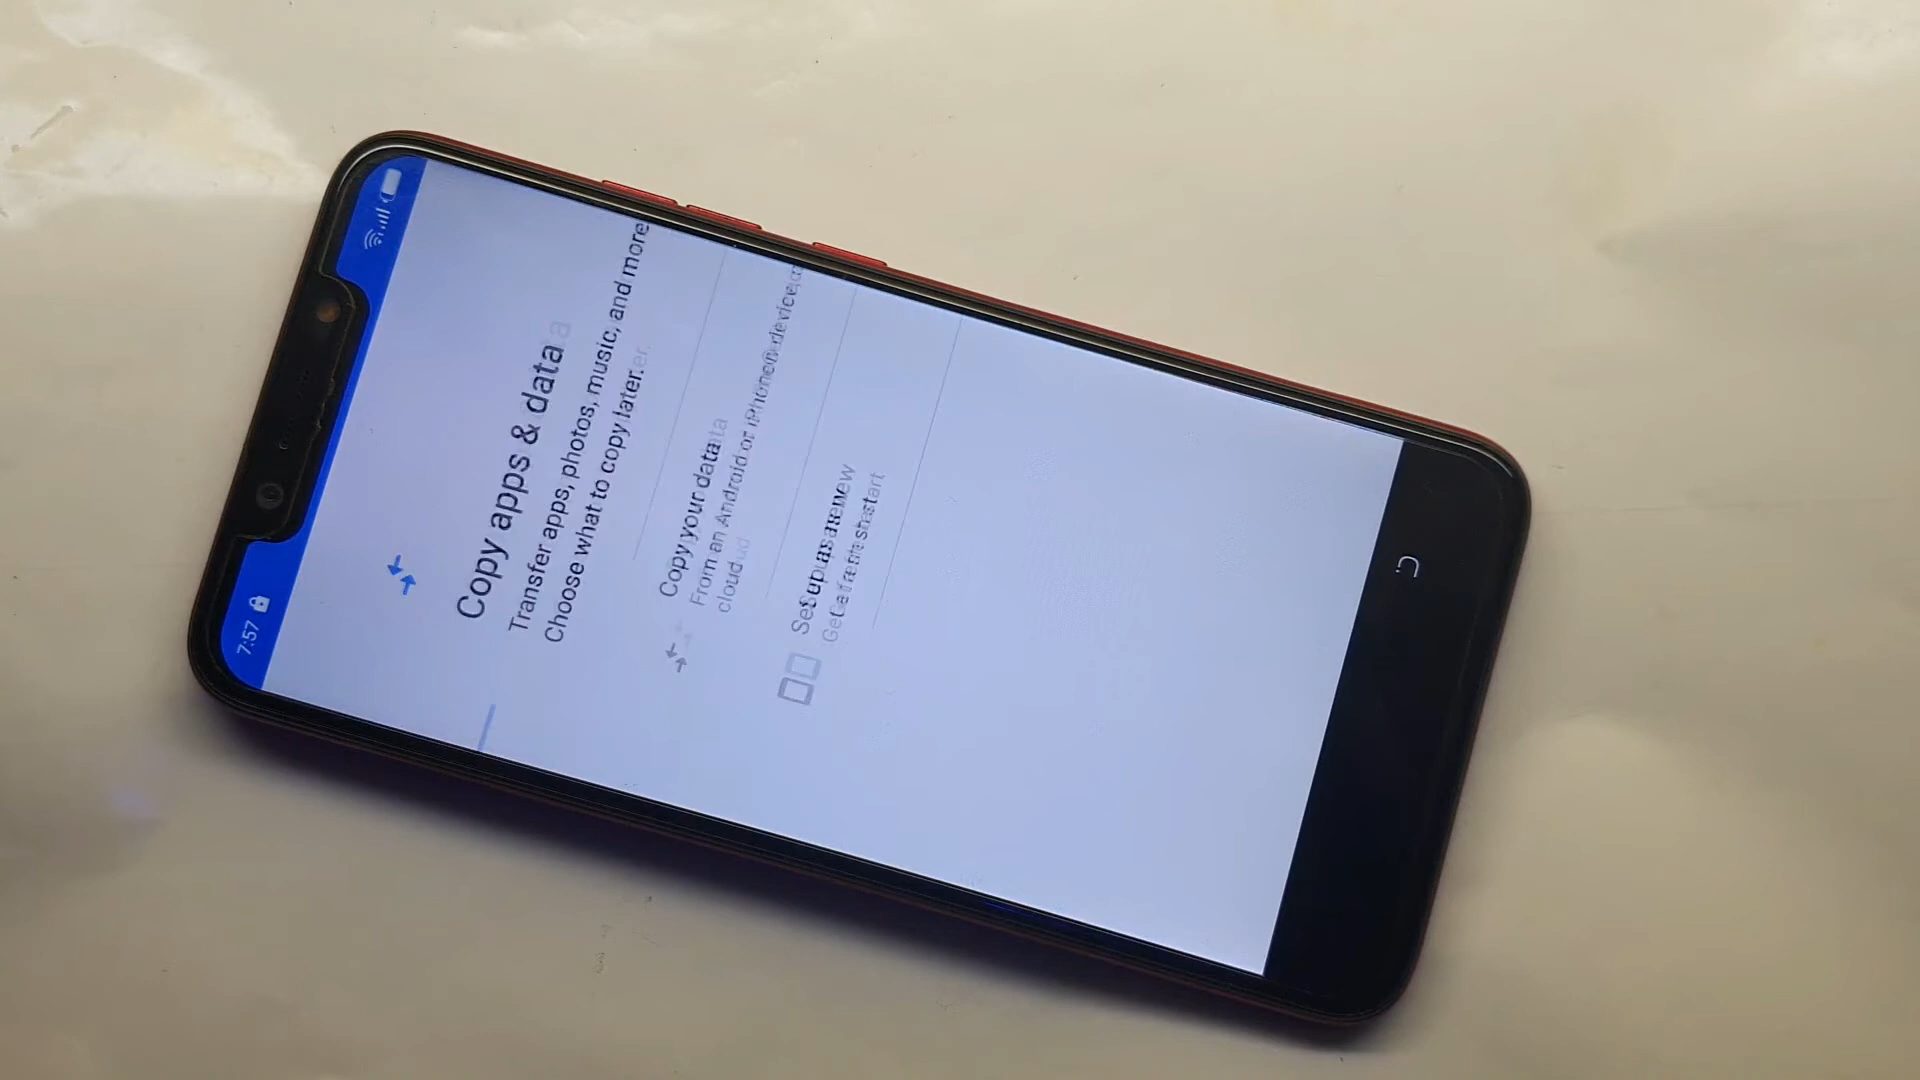 7:57
Copy apps & data
Transfer apps, photos, music, and more
Choose what to copy later.
Copy your data
From an Android or iPhone device, or
cloud
Set up as new
Get a fresh start